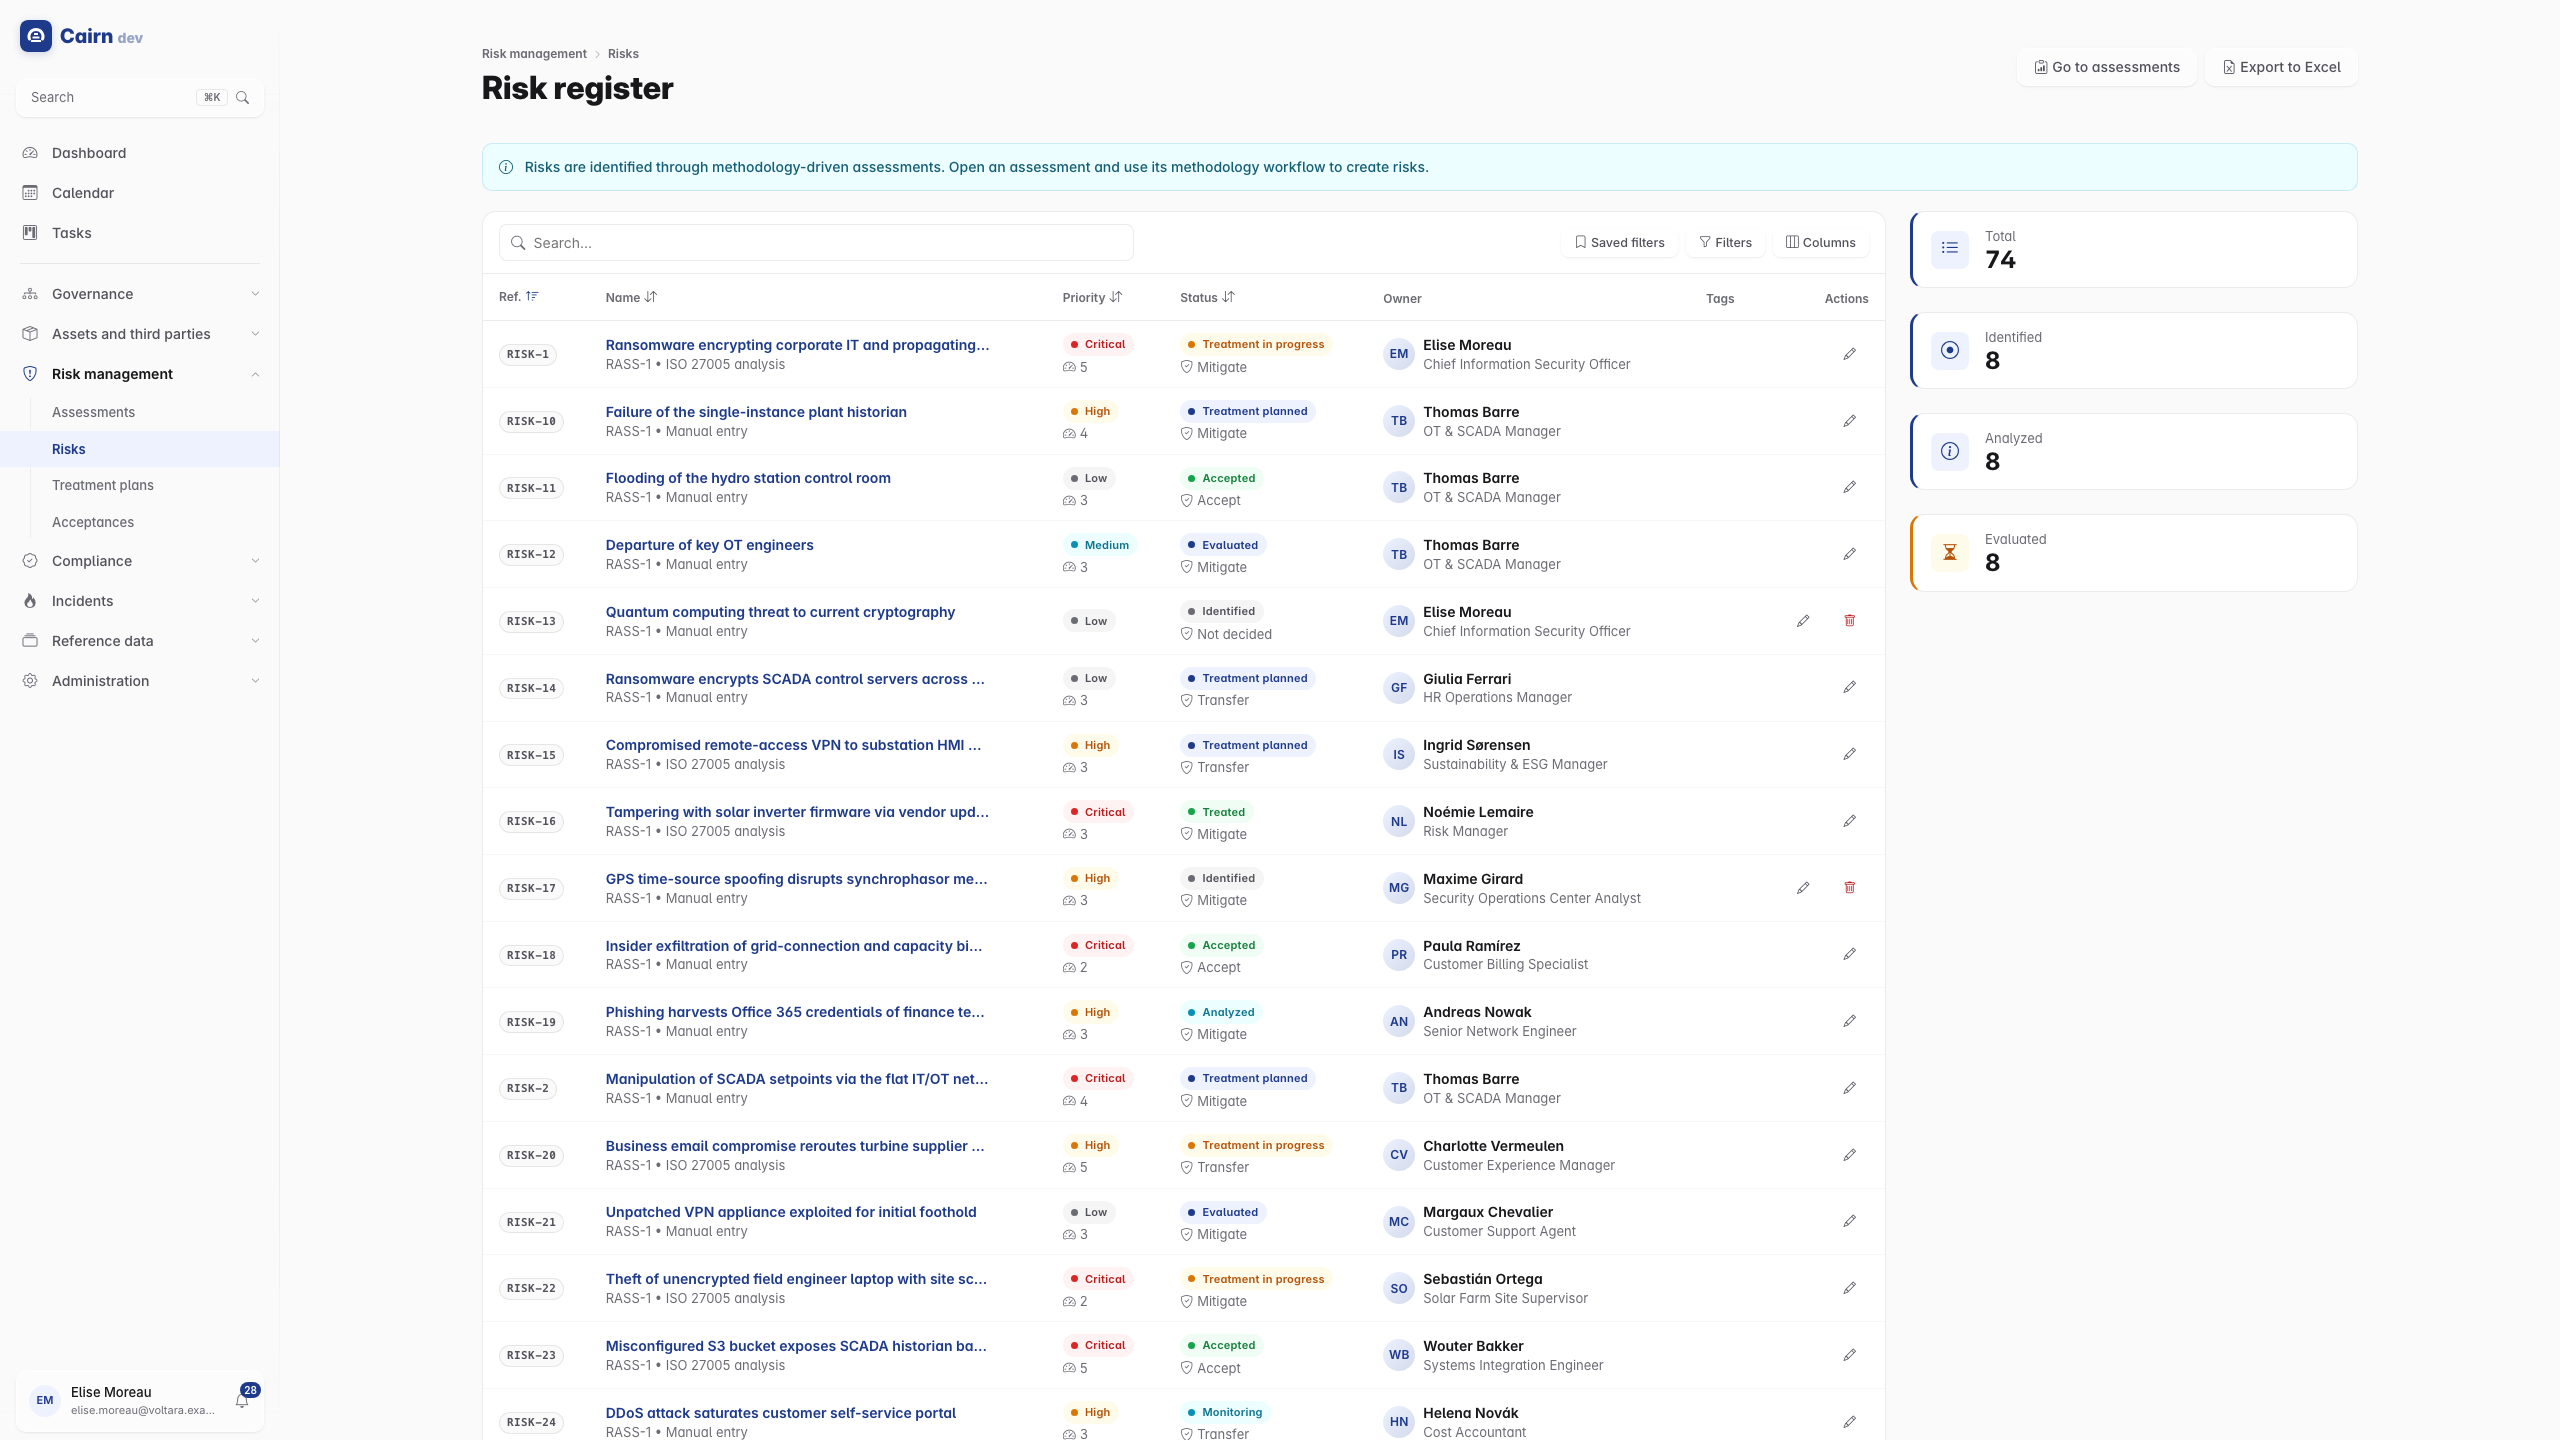 Cairn dev
Search ⌘K
Dashboard
Calendar
Tasks
Governance
Assets and third parties
Risk management
Assessments
Risks
Treatment plans
Acceptances
Compliance
Incidents
Reference data
Administration
EM Elise Moreau 28
elise.moreau@voltara.exa...
Risk management > Risks
Risk register
Go to assessments Export to Excel
Risks are identified through methodology-driven assessments. Open an assessment and use its methodology workflow to create risks.
Search... Saved filters Filters Columns
Ref. Name Priority Status Owner Tags Actions
RISK-1 Ransomware encrypting corporate IT and propagating... Critical Treatment in progress EM Elise Moreau
RASS-1 • ISO 27005 analysis 5 Mitigate Chief Information Security Officer
RISK-10 Failure of the single-instance plant historian High Treatment planned TB Thomas Barre
RASS-1 • Manual entry 4 Mitigate OT & SCADA Manager
RISK-11 Flooding of the hydro station control room Low Accepted TB Thomas Barre
RASS-1 • Manual entry 3 Accept OT & SCADA Manager
RISK-12 Departure of key OT engineers Medium Evaluated TB Thomas Barre
RASS-1 • Manual entry 3 Mitigate OT & SCADA Manager
RISK-13 Quantum computing threat to current cryptography Low Identified EM Elise Moreau
RASS-1 • Manual entry Not decided Chief Information Security Officer
RISK-14 Ransomware encrypts SCADA control servers across ... Low Treatment planned GF Giulia Ferrari
RASS-1 • Manual entry 3 Transfer HR Operations Manager
RISK-15 Compromised remote-access VPN to substation HMI ... High Treatment planned IS Ingrid Sørensen
RASS-1 • ISO 27005 analysis 3 Transfer Sustainability & ESG Manager
RISK-16 Tampering with solar inverter firmware via vendor upd... Critical Treated NL Noémie Lemaire
RASS-1 • ISO 27005 analysis 3 Mitigate Risk Manager
RISK-17 GPS time-source spoofing disrupts synchrophasor me... High Identified MG Maxime Girard
RASS-1 • Manual entry 3 Mitigate Security Operations Center Analyst
RISK-18 Insider exfiltration of grid-connection and capacity bi... Critical Accepted PR Paula Ramírez
RASS-1 • Manual entry 2 Accept Customer Billing Specialist
RISK-19 Phishing harvests Office 365 credentials of finance te... High Analyzed AN Andreas Nowak
RASS-1 • Manual entry 3 Mitigate Senior Network Engineer
RISK-2 Manipulation of SCADA setpoints via the flat IT/OT net... Critical Treatment planned TB Thomas Barre
RASS-1 • Manual entry 4 Mitigate OT & SCADA Manager
RISK-20 Business email compromise reroutes turbine supplier ... High Treatment in progress CV Charlotte Vermeulen
RASS-1 • ISO 27005 analysis 5 Transfer Customer Experience Manager
RISK-21 Unpatched VPN appliance exploited for initial foothold Low Evaluated MC Margaux Chevalier
RASS-1 • Manual entry 3 Mitigate Customer Support Agent
RISK-22 Theft of unencrypted field engineer laptop with site sc... Critical Treatment in progress SO Sebastián Ortega
RASS-1 • ISO 27005 analysis 2 Mitigate Solar Farm Site Supervisor
RISK-23 Misconfigured S3 bucket exposes SCADA historian ba... Critical Accepted WB Wouter Bakker
RASS-1 • ISO 27005 analysis 5 Accept Systems Integration Engineer
RISK-24 DDoS attack saturates customer self-service portal High Monitoring HN Helena Novák
RASS-1 • Manual entry 3 Transfer Cost Accountant
Total
74
Identified
8
Analyzed
8
Evaluated
8